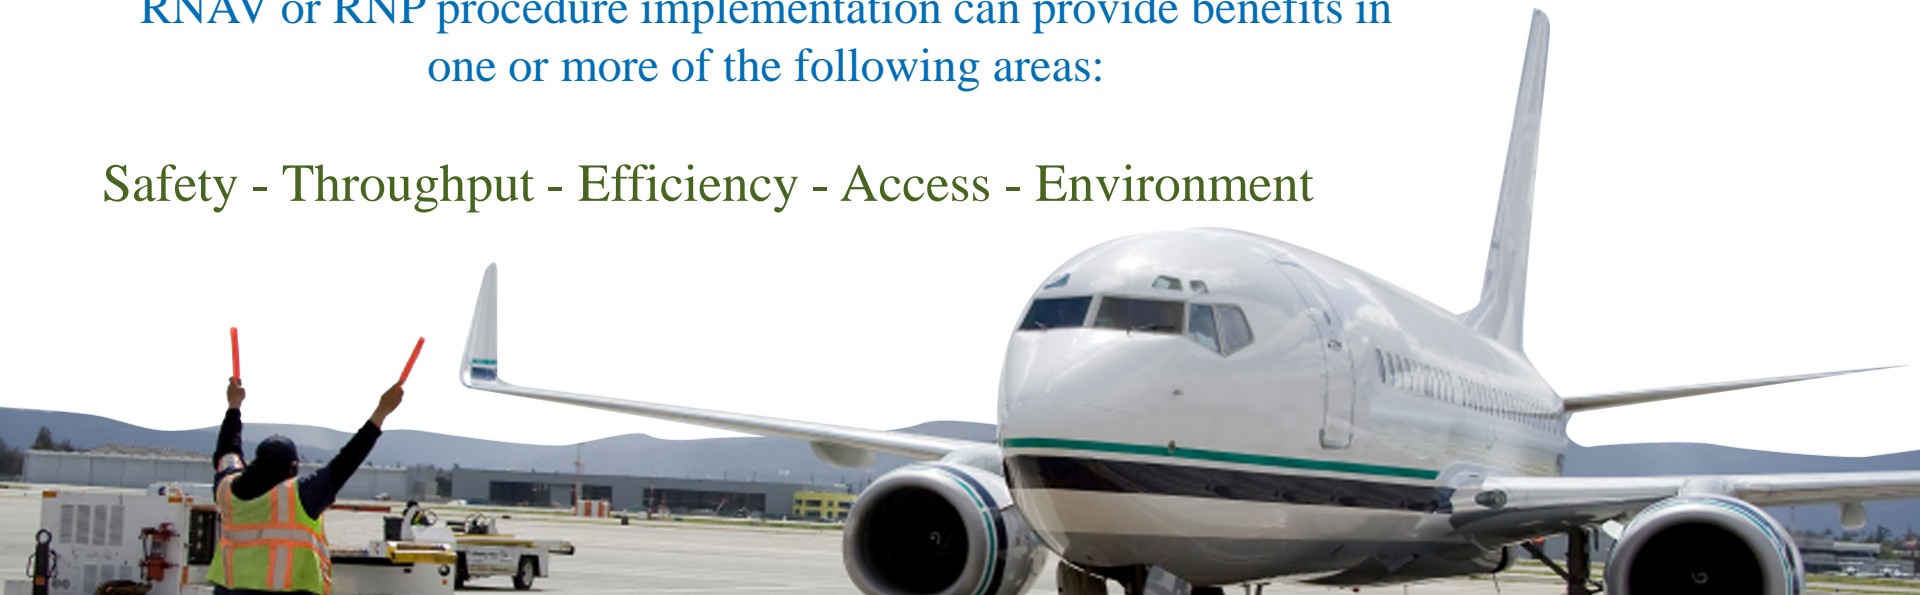 RNAV or RNP procedure implementation can provide benefits in
one or more of the following areas:
Safety - Throughput - Efficiency - Access - Environment